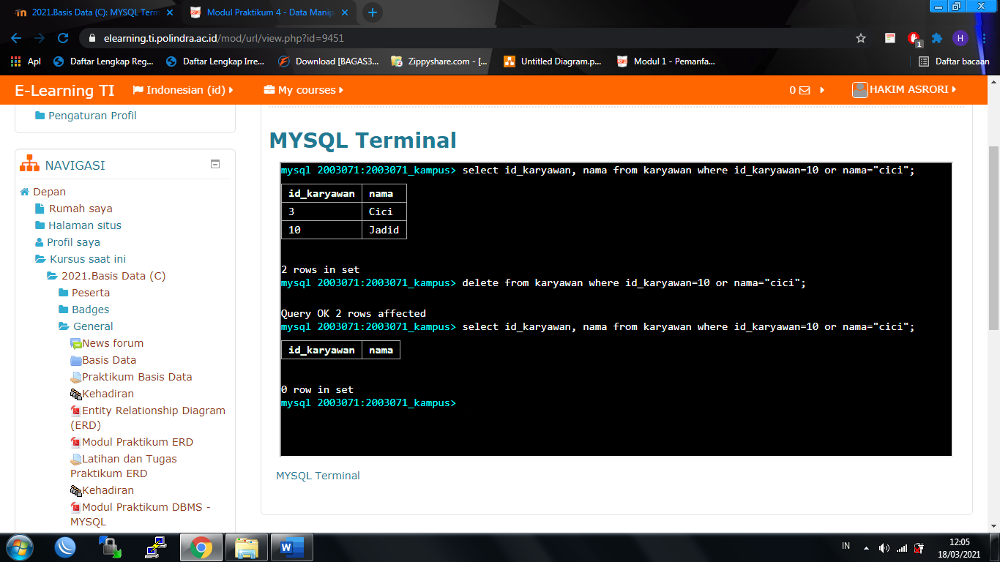 2021.Basis Data (C): MYSQL Term
Modul Praktikum 4 - Data Manip
elearning.ti.polindra.ac.id/mod/url/view.php?id=9451
1
H
Apl
Daftar Lengkap Reg...
Daftar Lengkap Irre...
Download [BAGAS3...
Zippyshare.com - [...
Untitled Diagram.p...
Modul 1 - Pemanfa...
Daftar bacaan
E-Learning TI
Indonesian (id)
My courses
0
HAKIM ASRORI
Pengaturan Profil
NAVIGASI
Depan
Rumah saya
Halaman situs
Profil saya
Kursus saat ini
2021.Basis Data (C)
Peserta
Badges
General
News forum
Basis Data
Praktikum Basis Data
Kehadiran
Entity Relationship Diagram
(ERD)
Modul Praktikum ERD
Latihan dan Tugas
Praktikum ERD
Kehadiran
Modul Praktikum DBMS -
MYSQL
MYSQL Terminal
mysql 2003071:2003071_kampus> select id_karyawan, nama from karyawan where id_karyawan=10 or nama="cici";
id_karyawan nama
3 Cici
10 Jadid
2 rows in set
mysql 2003071:2003071_kampus> delete from karyawan where id_karyawan=10 or nama="cici";
Query OK 2 rows affected
mysql 2003071:2003071_kampus> select id_karyawan, nama from karyawan where id_karyawan=10 or nama="cici";
id_karyawan nama
0 row in set
mysql 2003071:2003071_kampus>
MYSQL Terminal
IN
12:05
18/03/2021